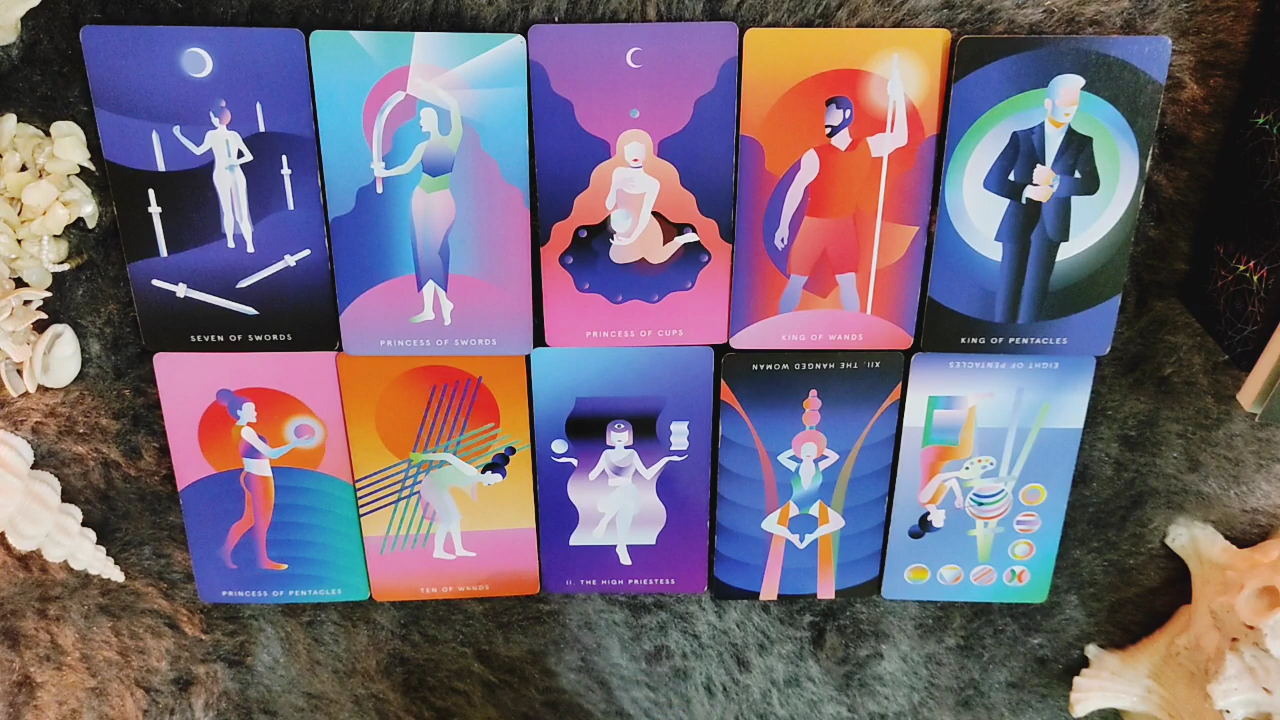 SEVEN OF SWORDS
PRINCESS OF SWORDS
PRINCESS OF CUPS
KING OF WANDS
KING OF PENTACLES
PRINCESS OF PENTACLES
TEN OF WANDS
II. THE HIGH PRIESTESS
XII. THE HANGED WOMAN
EIGHT OF PENTACLES